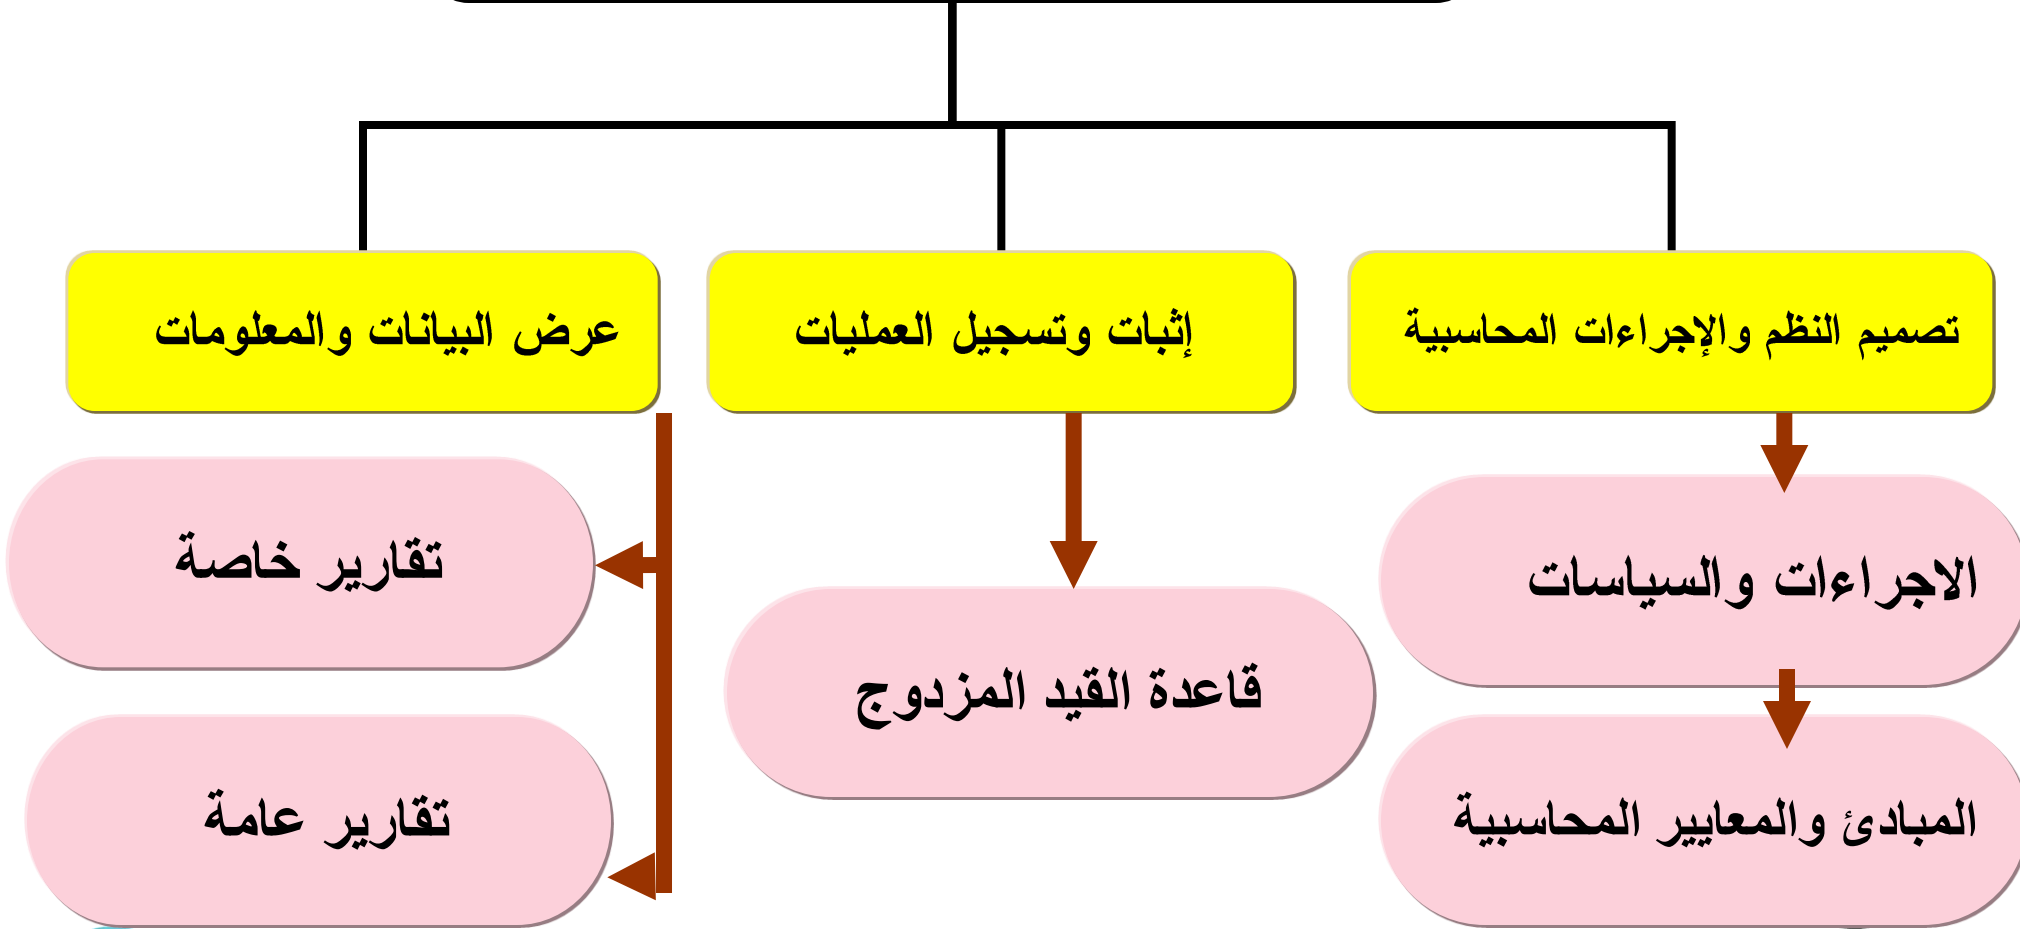 تصميم النظم والإجراءات المحاسبية
إثبات وتسجيل العمليات
عرض البيانات والمعلومات
الاجراءات والسياسات
المبادئ والمعايير المحاسبية
قاعدة القيد المزدوج
تقارير خاصة
تقارير عامة